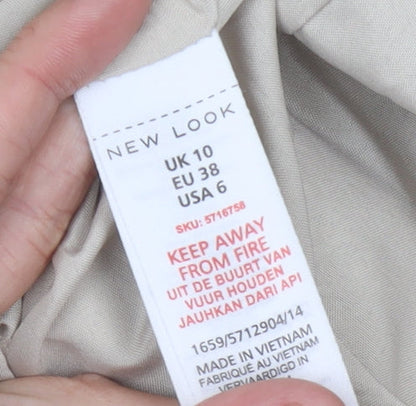 NEW LOOK
UK 10
EU 38
USA 6
SKU: 5716758
KEEP AWAY
FROM FIRE
UIT DE BUURT VAN
VUUR HOUDEN
JAUHKAN DARI API
1659/5712904/14
MADE IN VIETNAM
FABRIQUÉ AU VIETNAM
VERVAARDIGD IN